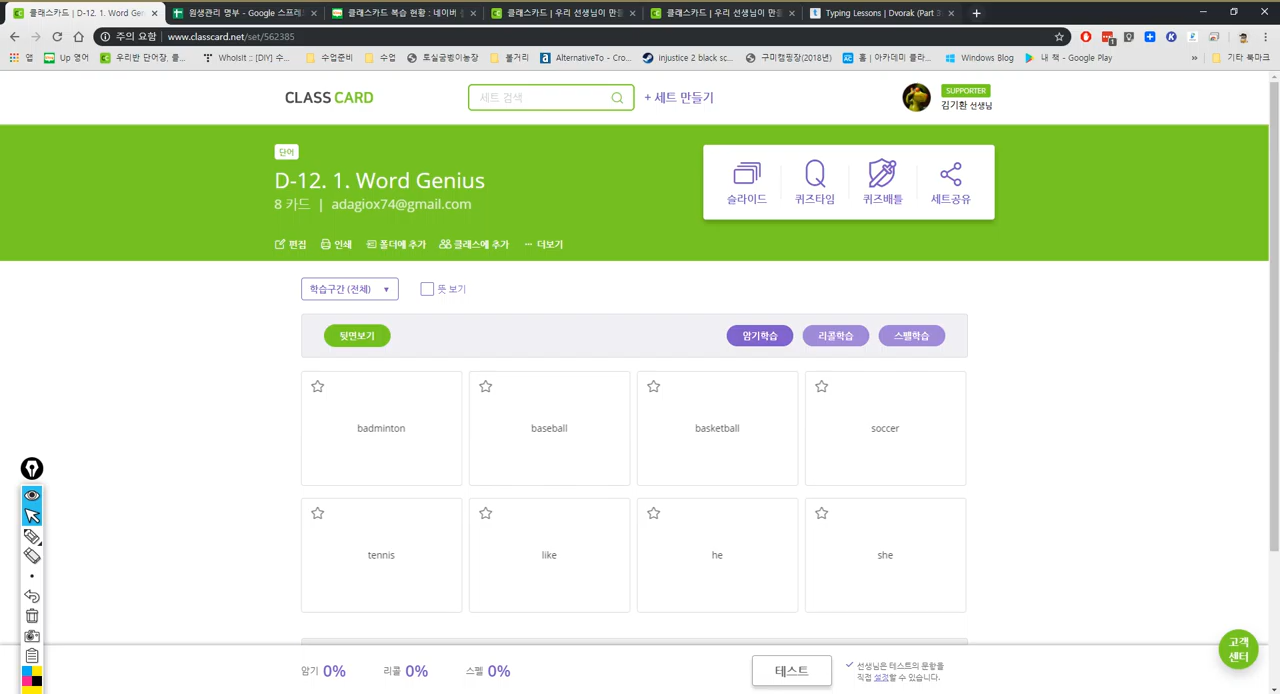 클래스카드 | D-12. 1. Word Gen
원생관리 명부 - Google 스프레
클래스카드 복습 현황 : 네이버
클래스카드 | 우리 선생님이 만들
클래스카드 | 우리 선생님이 만들
Typing Lessons | Dvorak (Part 3
주의 요함 | www.classcard.net/set/562385
앱 Up 영어 우리반 단어장, 클... WhoIsIt :: [DIY] 수... 수업준비 수업 토실굼벵이농장 볼거리 AlternativeTo - Cro... injustice 2 black sc... 구미캠핑장(2018년) 홈 | 아카데미 클라... Windows Blog 내 책 - Google Play » 기타 북마크
CLASS CARD
세트 검색
+ 세트 만들기
SUPPORTER
김기환 선생님
단어
D-12. 1. Word Genius
8 카드 | adagiox74@gmail.com
슬라이드 퀴즈타임 퀴즈배틀 세트공유
편집 인쇄 폴더에 추가 클래스에 추가 ··· 더보기
학습구간 (전체) ▼ 뜻 보기
뒷면보기 암기학습 리콜학습 스펠학습
badminton baseball basketball soccer
tennis like he she
고객
센터
암기 0% 리콜 0% 스펠 0%
테스트
선생님은 테스트의 문항을
직접 설정할 수 있습니다.